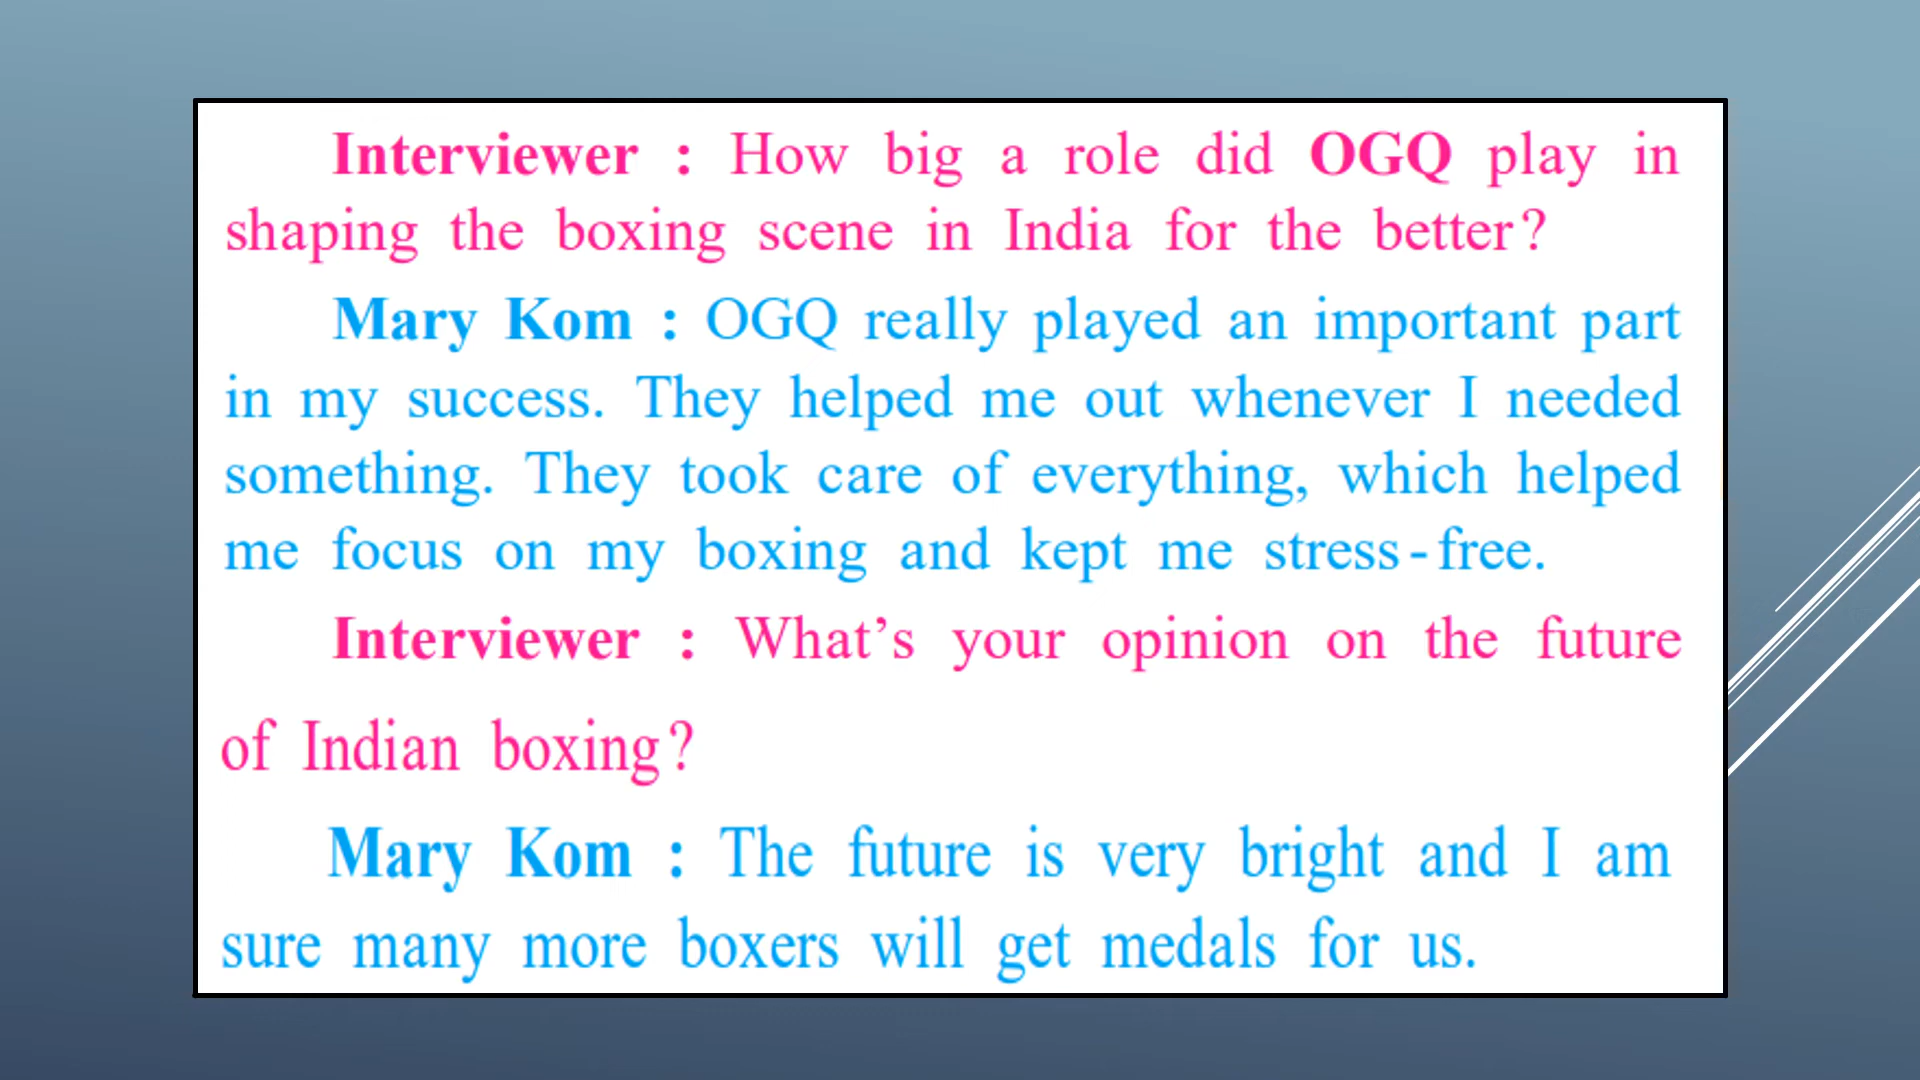 Interviewer : How big a role did OGQ play in
shaping the boxing scene in India for the better?
Mary Kom : OGQ really played an important part
in my success. They helped me out whenever I needed
something. They took care of everything, which helped
me focus on my boxing and kept me stress-free.
Interviewer : What’s your opinion on the future
of Indian boxing?
Mary Kom : The future is very bright and I am
sure many more boxers will get medals for us.